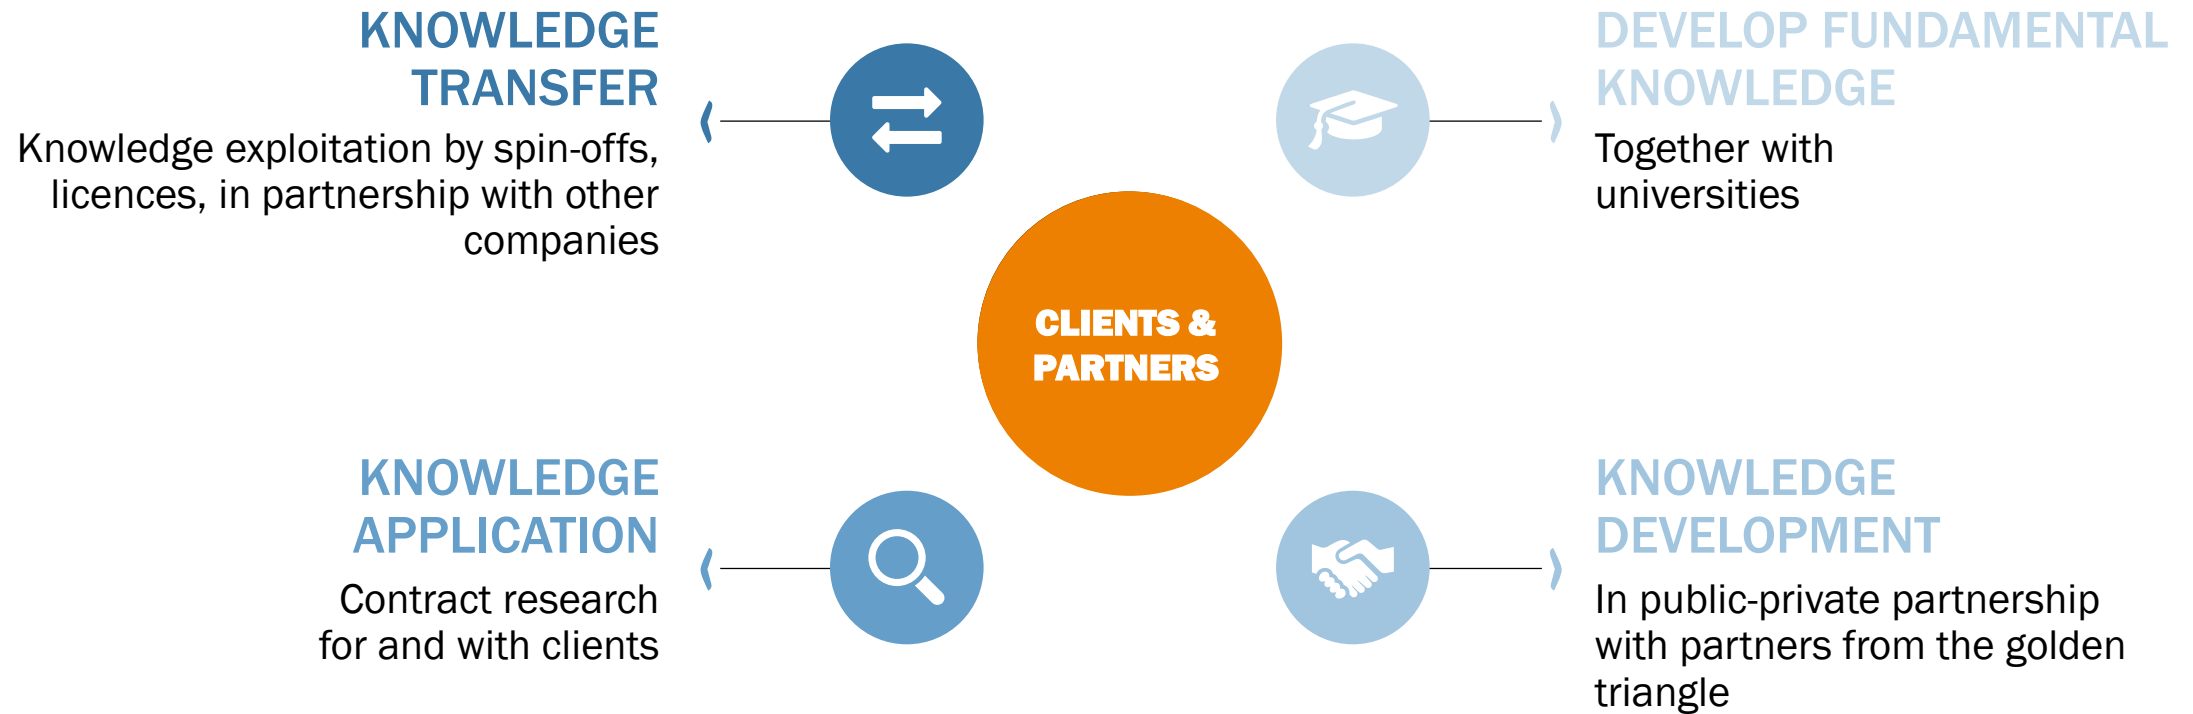 KNOWLEDGE
TRANSFER
Knowledge exploitation by spin-offs,
licences, in partnership with other
companies
DEVELOP FUNDAMENTAL
KNOWLEDGE
Together with
universities
CLIENTS &
PARTNERS
KNOWLEDGE
APPLICATION
Contract research
for and with clients
KNOWLEDGE
DEVELOPMENT
In public-private partnership
with partners from the golden
triangle